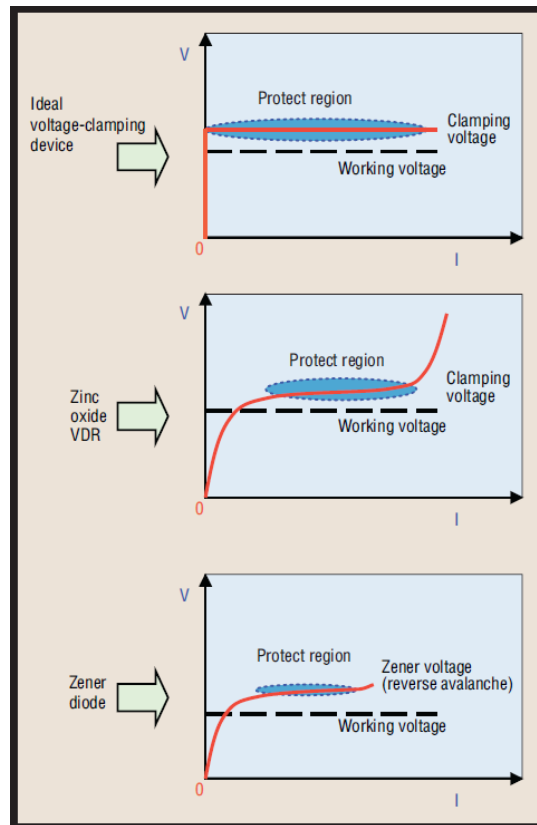 V
Ideal
voltage-clamping
device
Protect region
Clamping
voltage
Working voltage
0
I
V
Zinc
oxide
VDR
Protect region
Clamping
voltage
Working voltage
0
I
V
Zener
diode
Protect region
Zener voltage
(reverse avalanche)
Working voltage
0
I